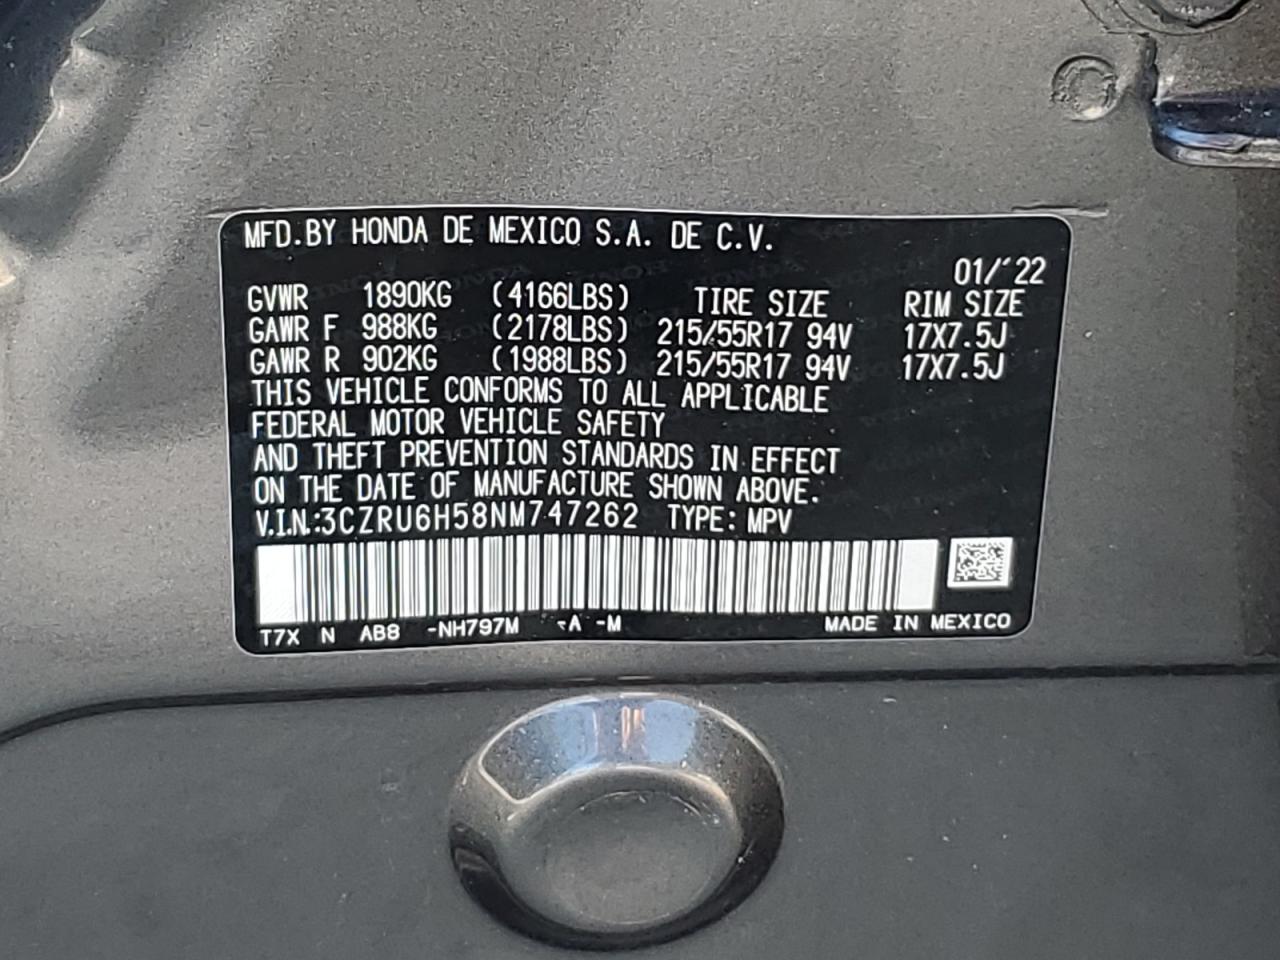 MFD.BY HONDA DE MEXICO S.A. DE C.V.
01/'22
GVWR 1890KG (4166LBS) TIRE SIZE RIM SIZE
GAWR F 988KG (2178LBS) 215/55R17 94V 17X7.5J
GAWR R 902KG (1988LBS) 215/55R17 94V 17X7.5J
THIS VEHICLE CONFORMS TO ALL APPLICABLE
FEDERAL MOTOR VEHICLE SAFETY
AND THEFT PREVENTION STANDARDS IN EFFECT
ON THE DATE OF MANUFACTURE SHOWN ABOVE.
V.I.N.:3CZRU6H58NM747262 TYPE: MPV
T7X N AB8 -NH797M -A -M MADE IN MEXICO